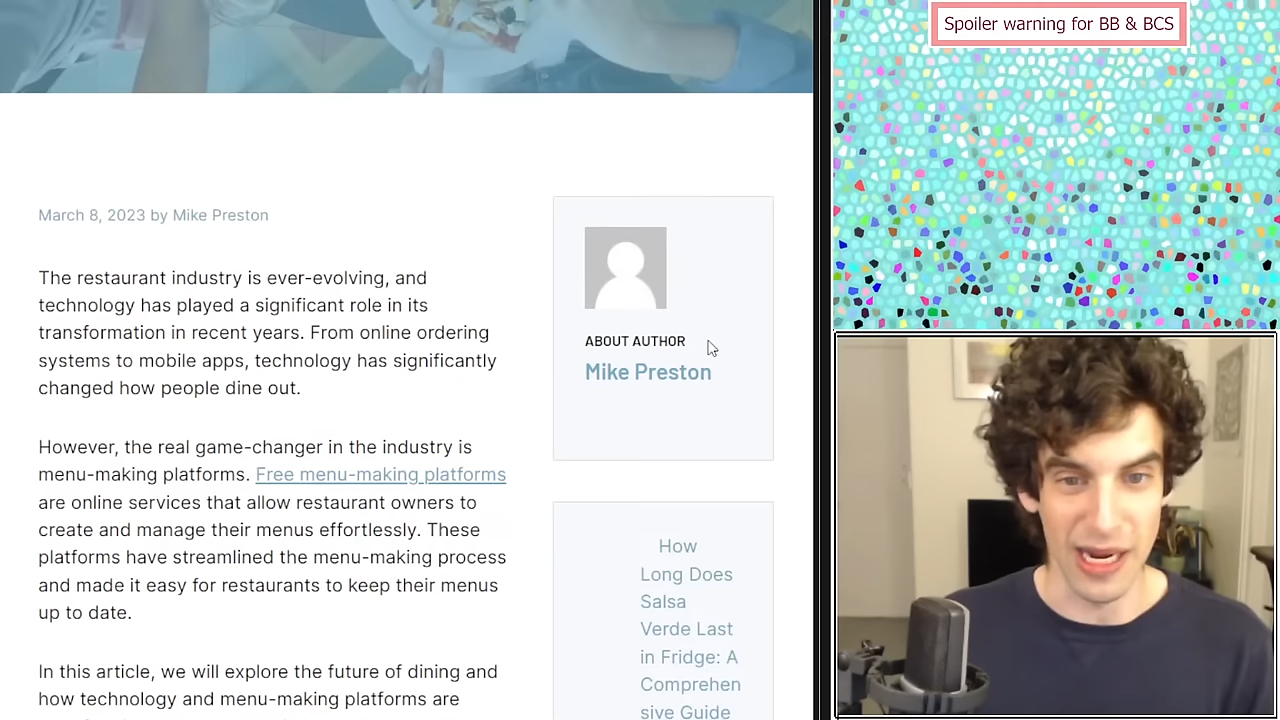 Spoiler warning for BB & BCS
March 8, 2023 by Mike Preston
The restaurant industry is ever-evolving, and
technology has played a significant role in its
transformation in recent years. From online ordering
systems to mobile apps, technology has significantly
changed how people dine out.
However, the real game-changer in the industry is
menu-making platforms. Free menu-making platforms
are online services that allow restaurant owners to
create and manage their menus effortlessly. These
platforms have streamlined the menu-making process
and made it easy for restaurants to keep their menus
up to date.
In this article, we will explore the future of dining and
how technology and menu-making platforms are
ABOUT AUTHOR
Mike Preston
How
Long Does
Salsa
Verde Last
in Fridge: A
Comprehen
sive Guide